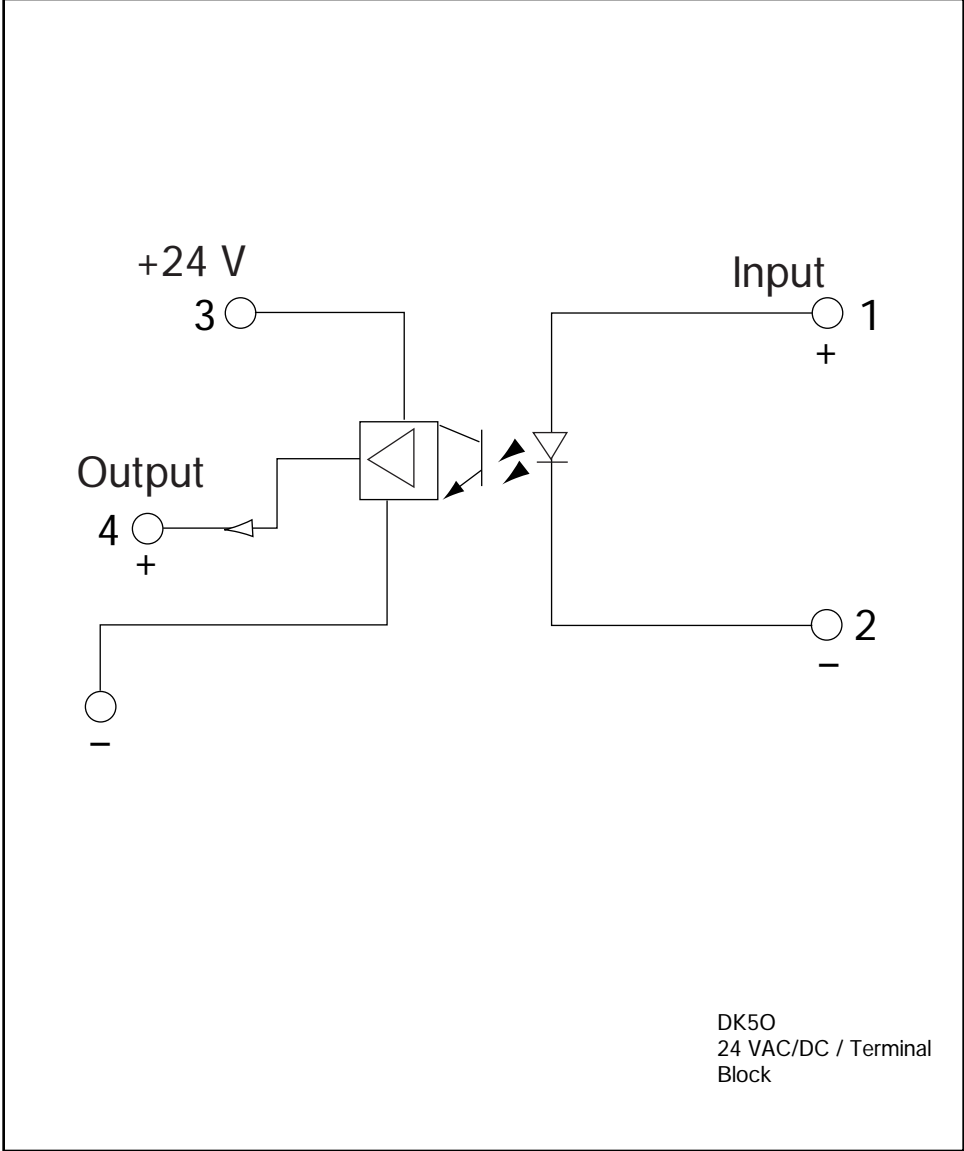 +24 V
3
Input
1
+
Output
4
+
2
–
–
DK5O
24 VAC/DC / Terminal
Block